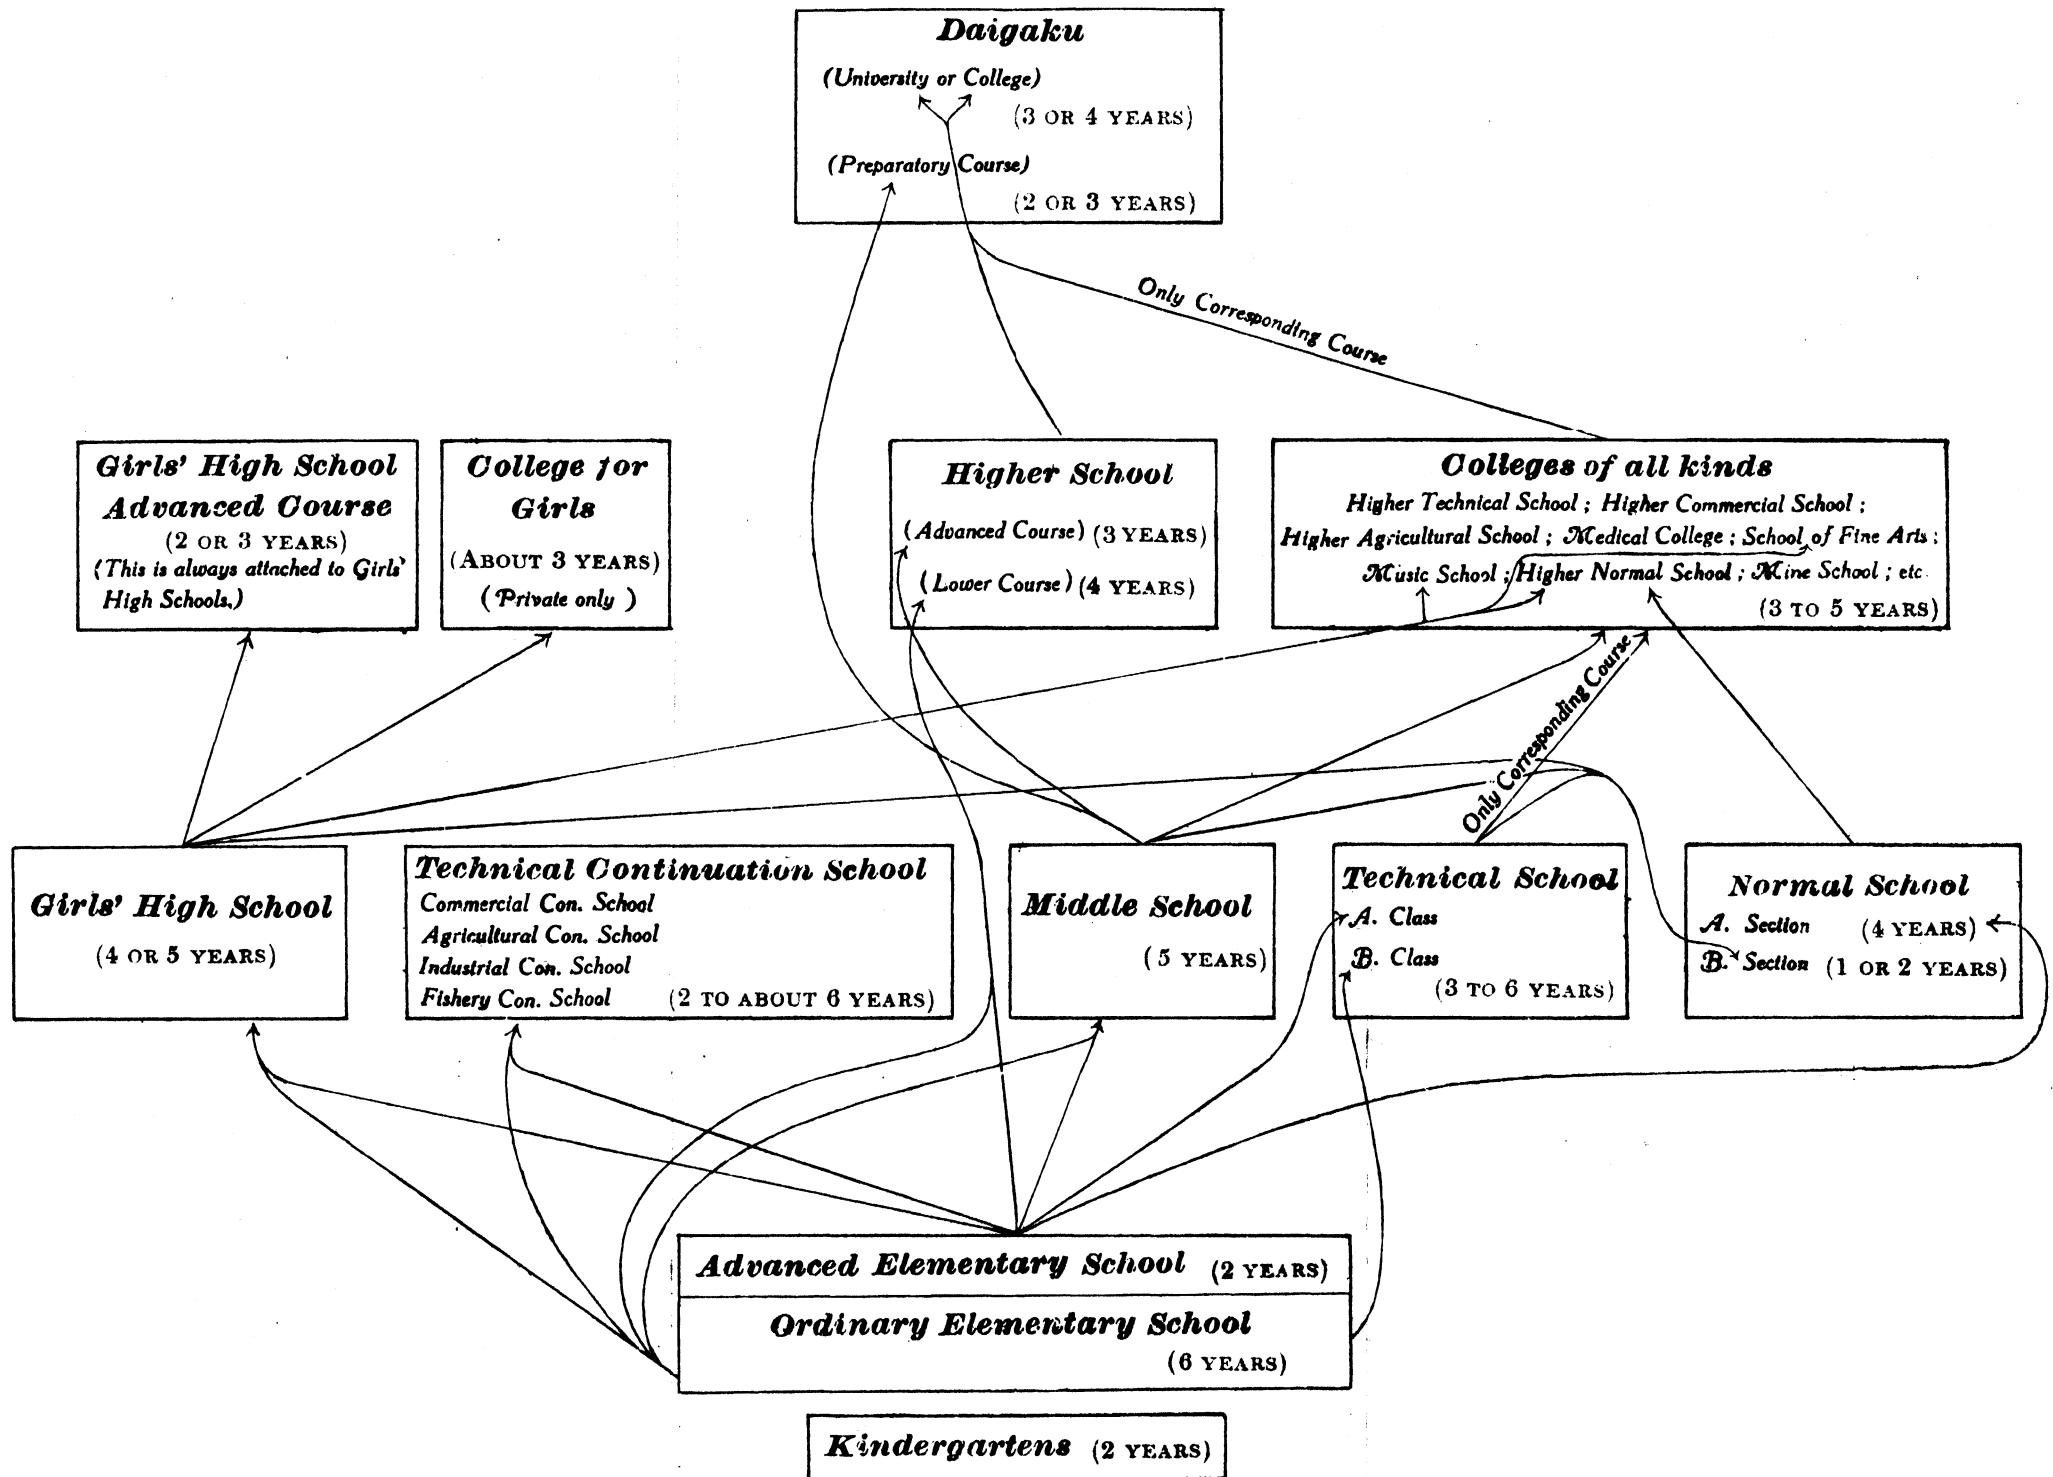 Daigaku
(University or College)
(3 OR 4 YEARS)
(Preparatory Course)
(2 OR 3 YEARS)
Only Corresponding Course
Girls' High School
Advanced Course
(2 OR 3 YEARS)
(This is always attached to Girls'
High Schools.)
College for
Girls
(ABOUT 3 YEARS)
(Private only)
Higher School
(Advanced Course) (3 YEARS)
(Lower Course) (4 YEARS)
Colleges of all kinds
Higher Technical School ; Higher Commercial School ;
Higher Agricultural School ; Medical College ; School of Fine Arts ;
Music School ; Higher Normal School ; Mine School ; etc.
(3 TO 5 YEARS)
Only Corresponding Course
Girls' High School
(4 OR 5 YEARS)
Technical Continuation School
Commercial Con. School
Agricultural Con. School
Industrial Con. School
Fishery Con. School (2 TO ABOUT 6 YEARS)
Middle School
(5 YEARS)
Technical School
A. Class
B. Class
(3 TO 6 YEARS)
Normal School
A. Section (4 YEARS)
B. Section (1 OR 2 YEARS)
Advanced Elementary School (2 YEARS)
Ordinary Elementary School
(6 YEARS)
Kindergartens (2 YEARS)